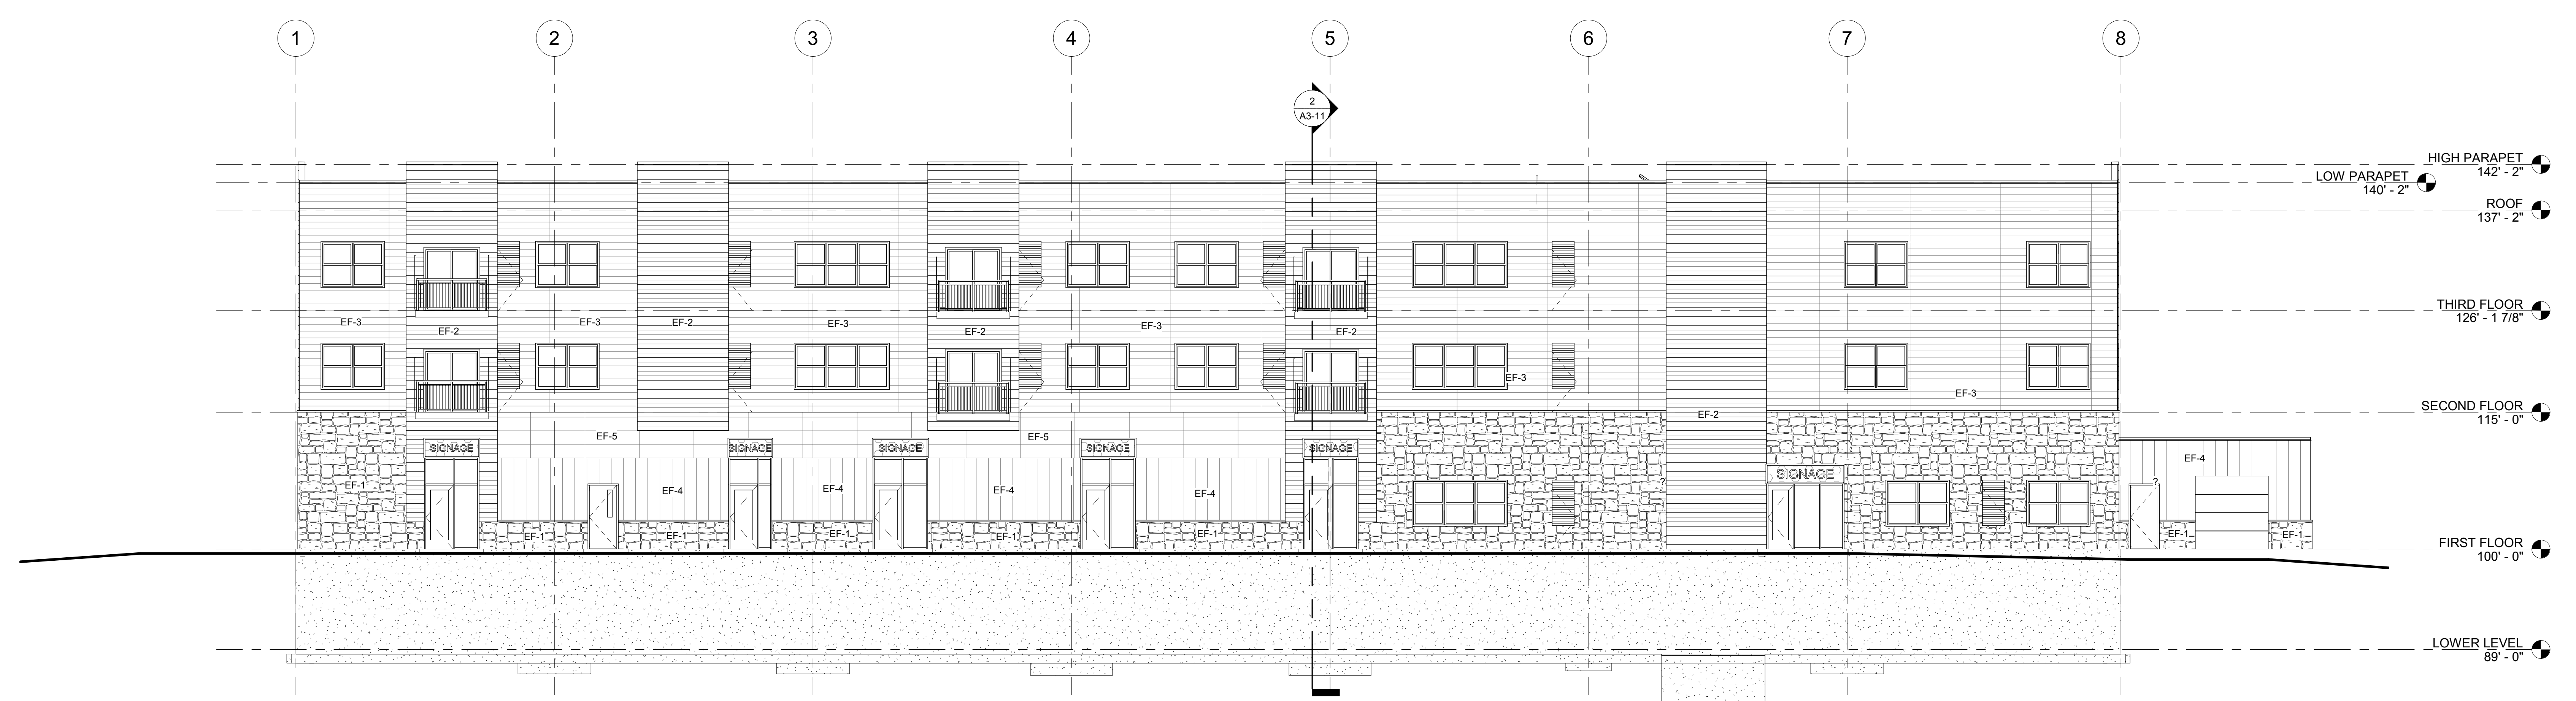 1 2 3 4 5 6 7 8
2
A3-11
HIGH PARAPET
142' - 2"
LOW PARAPET
140' - 2"
ROOF
137' - 2"
THIRD FLOOR
126' - 1 7/8"
EF-3 EF-2 EF-3 EF-2 EF-3 EF-2 EF-3 EF-2
EF-3
EF-3
SECOND FLOOR
115' - 0"
EF-2
EF-5 EF-5
SIGNAGE SIGNAGE SIGNAGE SIGNAGE SIGNAGE
EF-4
SIGNAGE
? ?
EF-1 EF-4 EF-4 EF-4 EF-4
EF-1 EF-1 EF-1 EF-1 EF-1 EF-1 EF-1
FIRST FLOOR
100' - 0"
LOWER LEVEL
89' - 0"